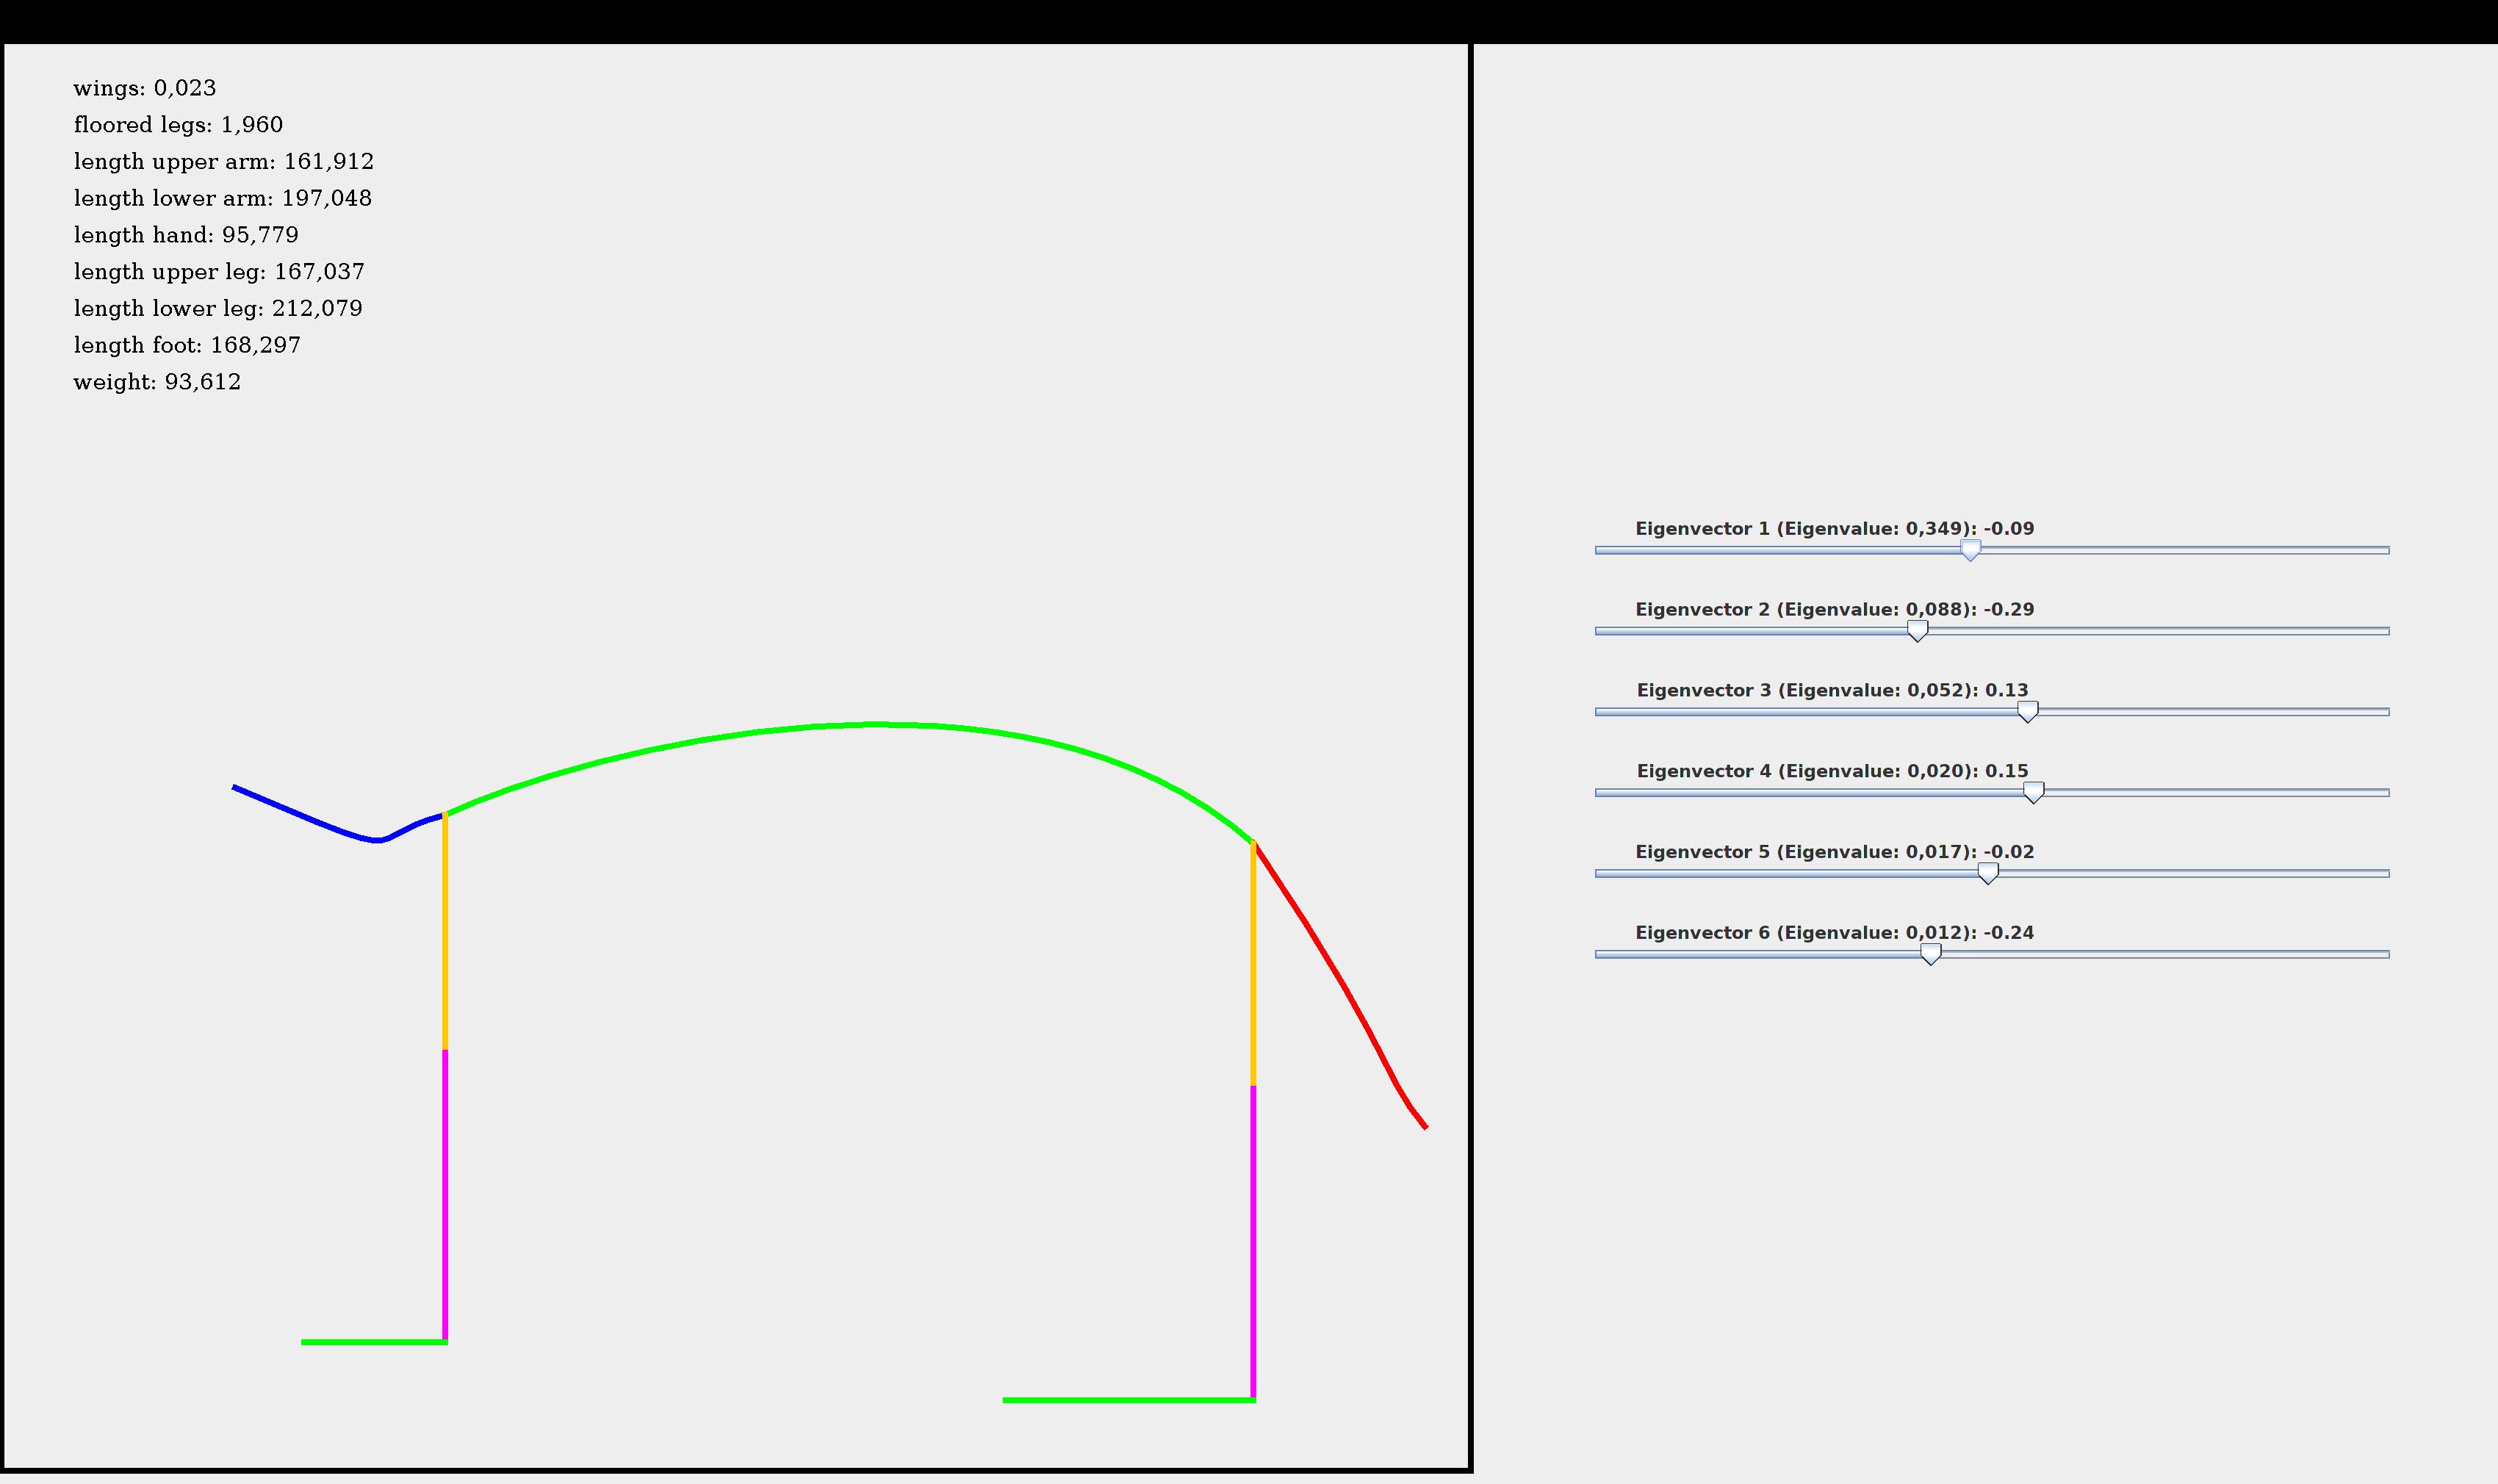 wings: 0,023
floored legs: 1,960
length upper arm: 161,912
length lower arm: 197,048
length hand: 95,779
length upper leg: 167,037
length lower leg: 212,079
length foot: 168,297
weight: 93,612
Eigenvector 1 (Eigenvalue: 0,349): -0.09
Eigenvector 2 (Eigenvalue: 0,088): -0.29
Eigenvector 3 (Eigenvalue: 0,052): 0.13
Eigenvector 4 (Eigenvalue: 0,020): 0.15
Eigenvector 5 (Eigenvalue: 0,017): -0.02
Eigenvector 6 (Eigenvalue: 0,012): -0.24